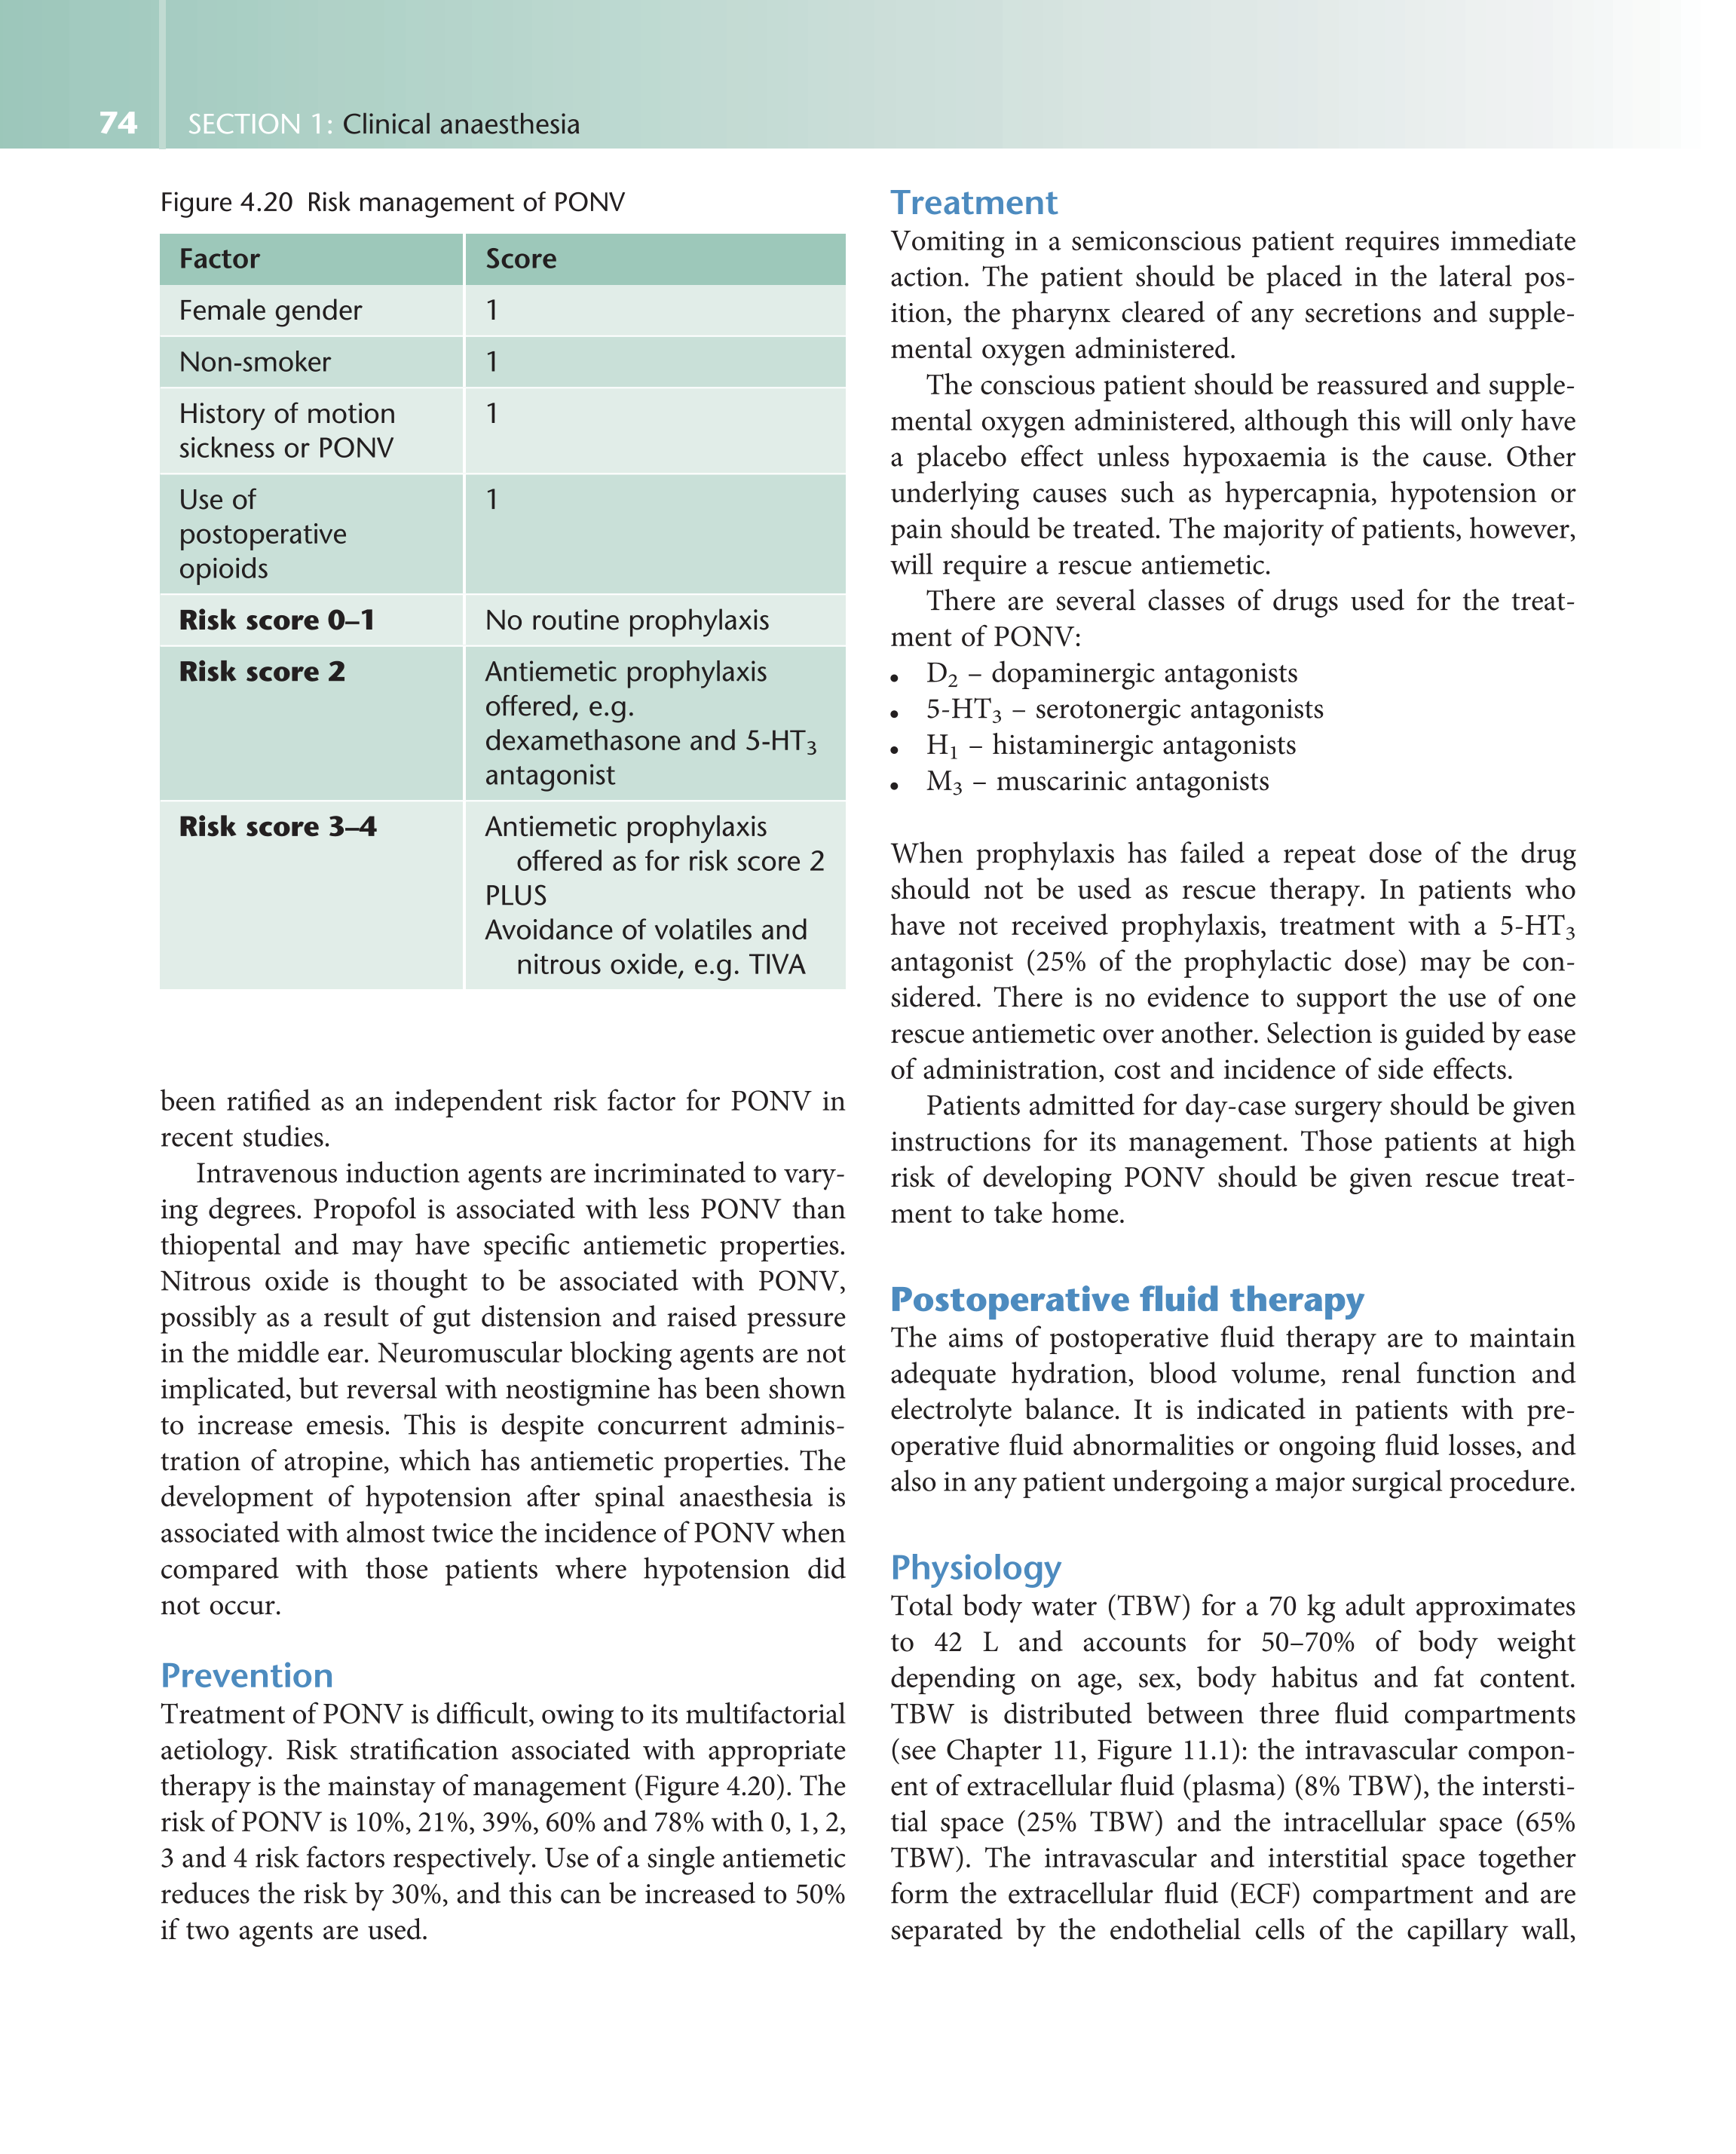 74 SECTION 1: Clinical anaesthesia
Figure 4.20 Risk management of PONV
Factor Score
Female gender 1
Non-smoker 1
History of motion 1
sickness or PONV
Use of 1
postoperative
opioids
Risk score 0–1 No routine prophylaxis
Risk score 2 Antiemetic prophylaxis
offered, e.g.
dexamethasone and 5-HT₃
antagonist
Risk score 3–4 Antiemetic prophylaxis
offered as for risk score 2
PLUS
Avoidance of volatiles and
nitrous oxide, e.g. TIVA
been ratified as an independent risk factor for PONV in
recent studies.
Intravenous induction agents are incriminated to vary-
ing degrees. Propofol is associated with less PONV than
thiopental and may have specific antiemetic properties.
Nitrous oxide is thought to be associated with PONV,
possibly as a result of gut distension and raised pressure
in the middle ear. Neuromuscular blocking agents are not
implicated, but reversal with neostigmine has been shown
to increase emesis. This is despite concurrent adminis-
tration of atropine, which has antiemetic properties. The
development of hypotension after spinal anaesthesia is
associated with almost twice the incidence of PONV when
compared with those patients where hypotension did
not occur.
Prevention
Treatment of PONV is difficult, owing to its multifactorial
aetiology. Risk stratification associated with appropriate
therapy is the mainstay of management (Figure 4.20). The
risk of PONV is 10%, 21%, 39%, 60% and 78% with 0, 1, 2,
3 and 4 risk factors respectively. Use of a single antiemetic
reduces the risk by 30%, and this can be increased to 50%
if two agents are used.
Treatment
Vomiting in a semiconscious patient requires immediate
action. The patient should be placed in the lateral pos-
ition, the pharynx cleared of any secretions and supple-
mental oxygen administered.
The conscious patient should be reassured and supple-
mental oxygen administered, although this will only have
a placebo effect unless hypoxaemia is the cause. Other
underlying causes such as hypercapnia, hypotension or
pain should be treated. The majority of patients, however,
will require a rescue antiemetic.
There are several classes of drugs used for the treat-
ment of PONV:
• D₂ – dopaminergic antagonists
• 5-HT₃ – serotonergic antagonists
• H₁ – histaminergic antagonists
• M₃ – muscarinic antagonists
When prophylaxis has failed a repeat dose of the drug
should not be used as rescue therapy. In patients who
have not received prophylaxis, treatment with a 5-HT₃
antagonist (25% of the prophylactic dose) may be con-
sidered. There is no evidence to support the use of one
rescue antiemetic over another. Selection is guided by ease
of administration, cost and incidence of side effects.
Patients admitted for day-case surgery should be given
instructions for its management. Those patients at high
risk of developing PONV should be given rescue treat-
ment to take home.
Postoperative fluid therapy
The aims of postoperative fluid therapy are to maintain
adequate hydration, blood volume, renal function and
electrolyte balance. It is indicated in patients with pre-
operative fluid abnormalities or ongoing fluid losses, and
also in any patient undergoing a major surgical procedure.
Physiology
Total body water (TBW) for a 70 kg adult approximates
to 42 L and accounts for 50–70% of body weight
depending on age, sex, body habitus and fat content.
TBW is distributed between three fluid compartments
(see Chapter 11, Figure 11.1): the intravascular compon-
ent of extracellular fluid (plasma) (8% TBW), the intersti-
tial space (25% TBW) and the intracellular space (65%
TBW). The intravascular and interstitial space together
form the extracellular fluid (ECF) compartment and are
separated by the endothelial cells of the capillary wall,